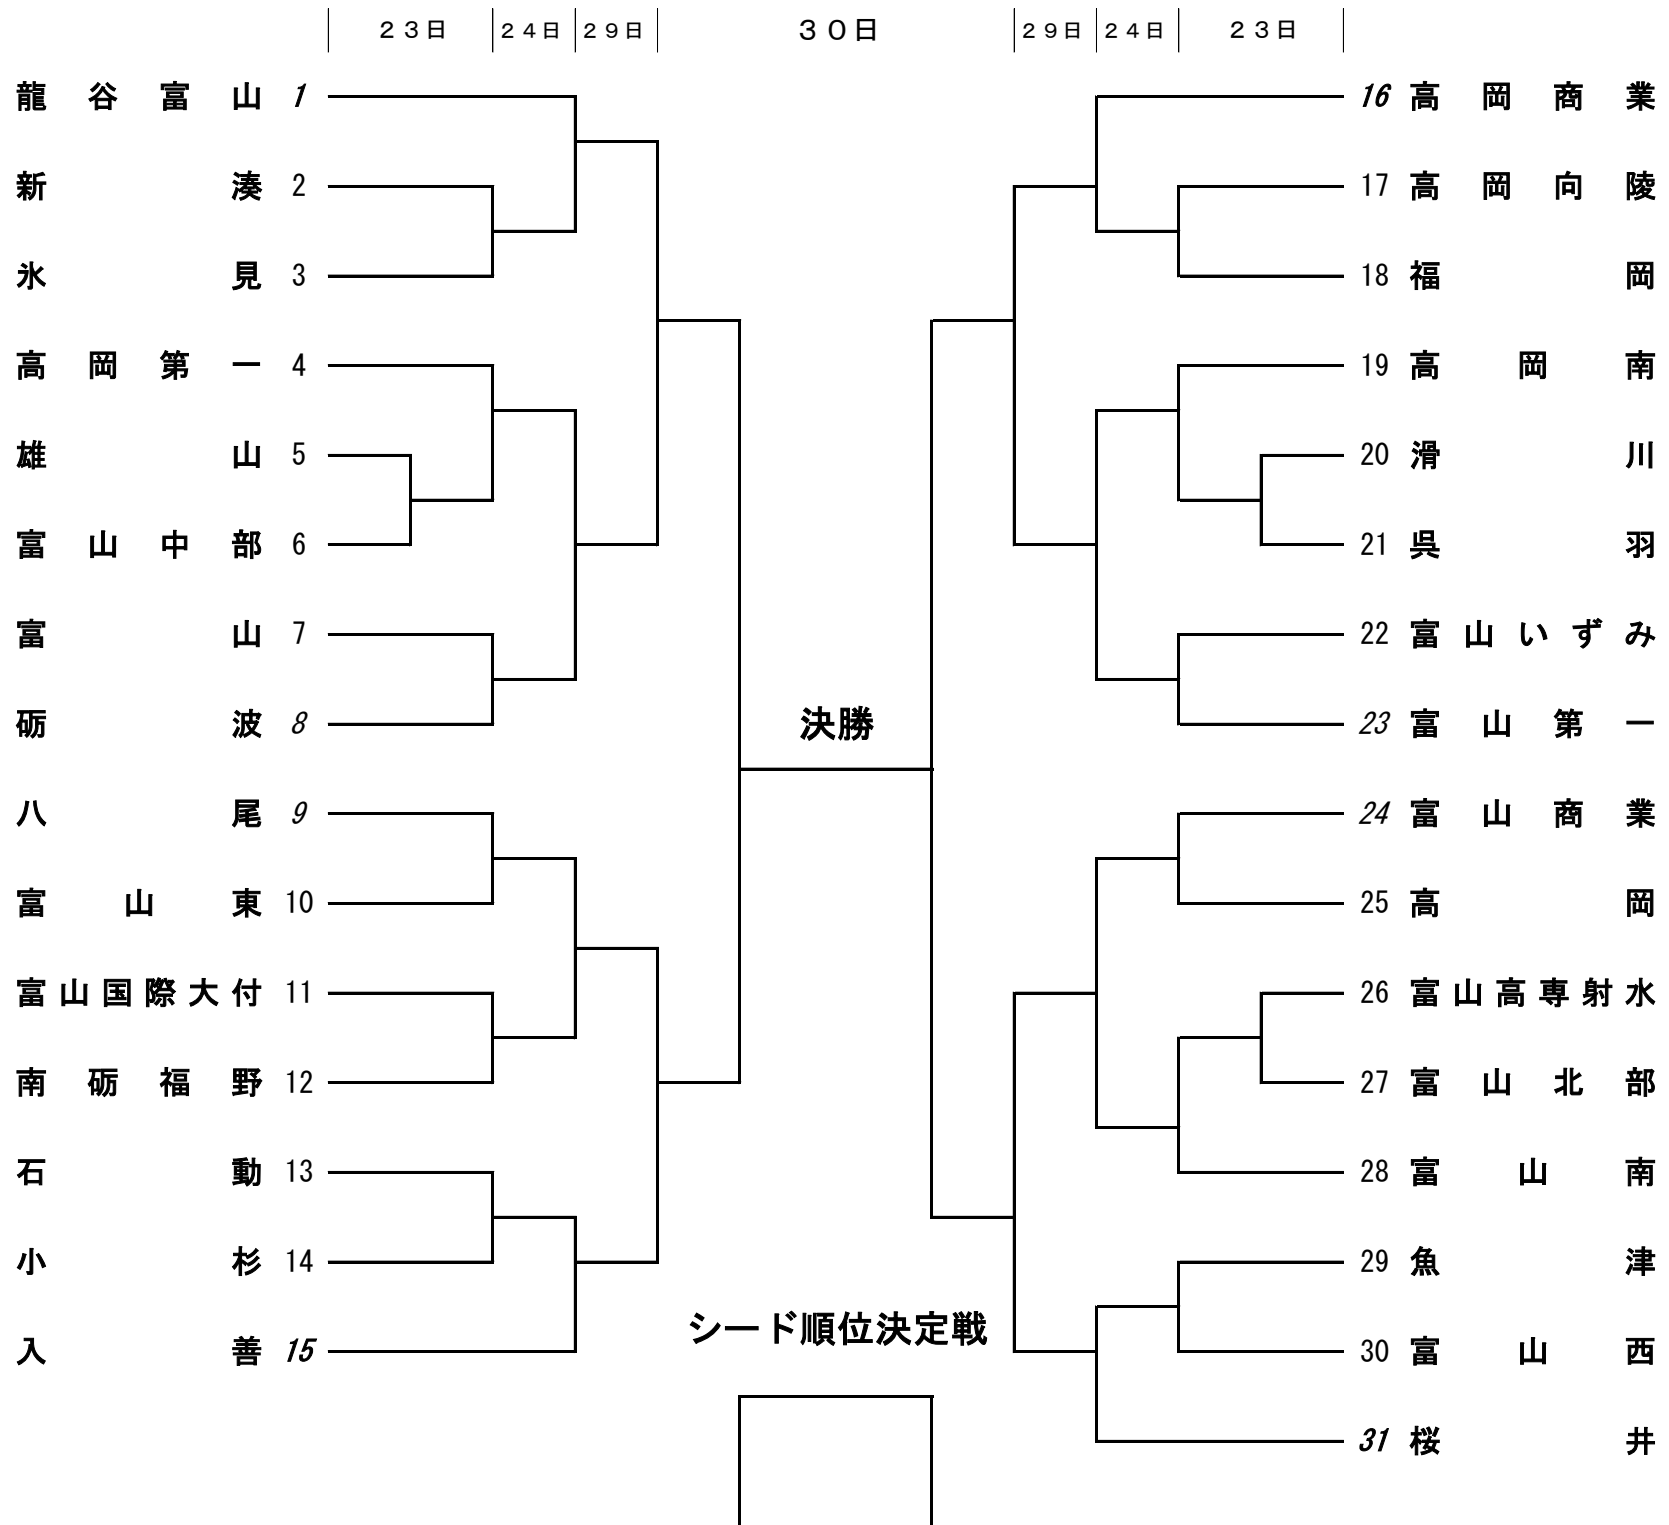 ２３日 ２４日 ２９日 ３０日 ２９日 ２４日 ２３日
龍谷富山 1 16 高岡商業
新湊 2 17 高岡向陵
氷見 3 18 福岡
高岡第一 4 19 高岡南
雄山 5 20 滑川
富山中部 6 21 呉羽
富山 7 22 富山いずみ
砺波 8 決勝 23 富山第一
八尾 9 24 富山商業
富山東 10 25 高岡
富山国際大付 11 26 富山高専射水
南砺福野 12 27 富山北部
石動 13 28 富山南
小杉 14 29 魚津
シード順位決定戦
入善 15 30 富山西
31 桜井